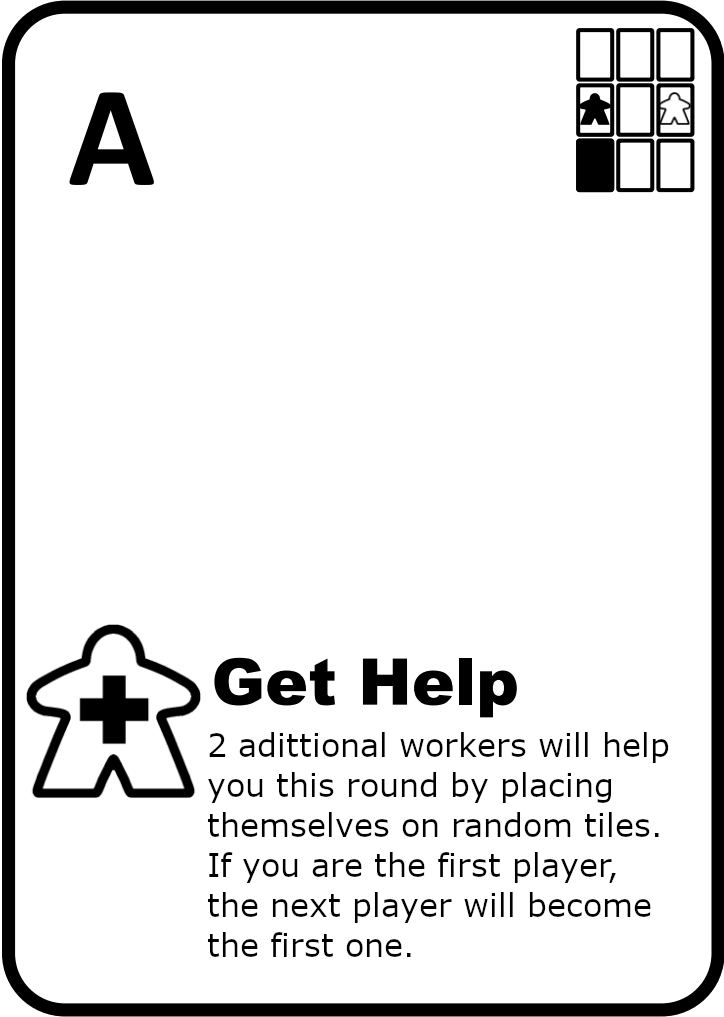 A
Get Help
2 adittional workers will help
you this round by placing
themselves on random tiles.
If you are the first player,
the next player will become
the first one.